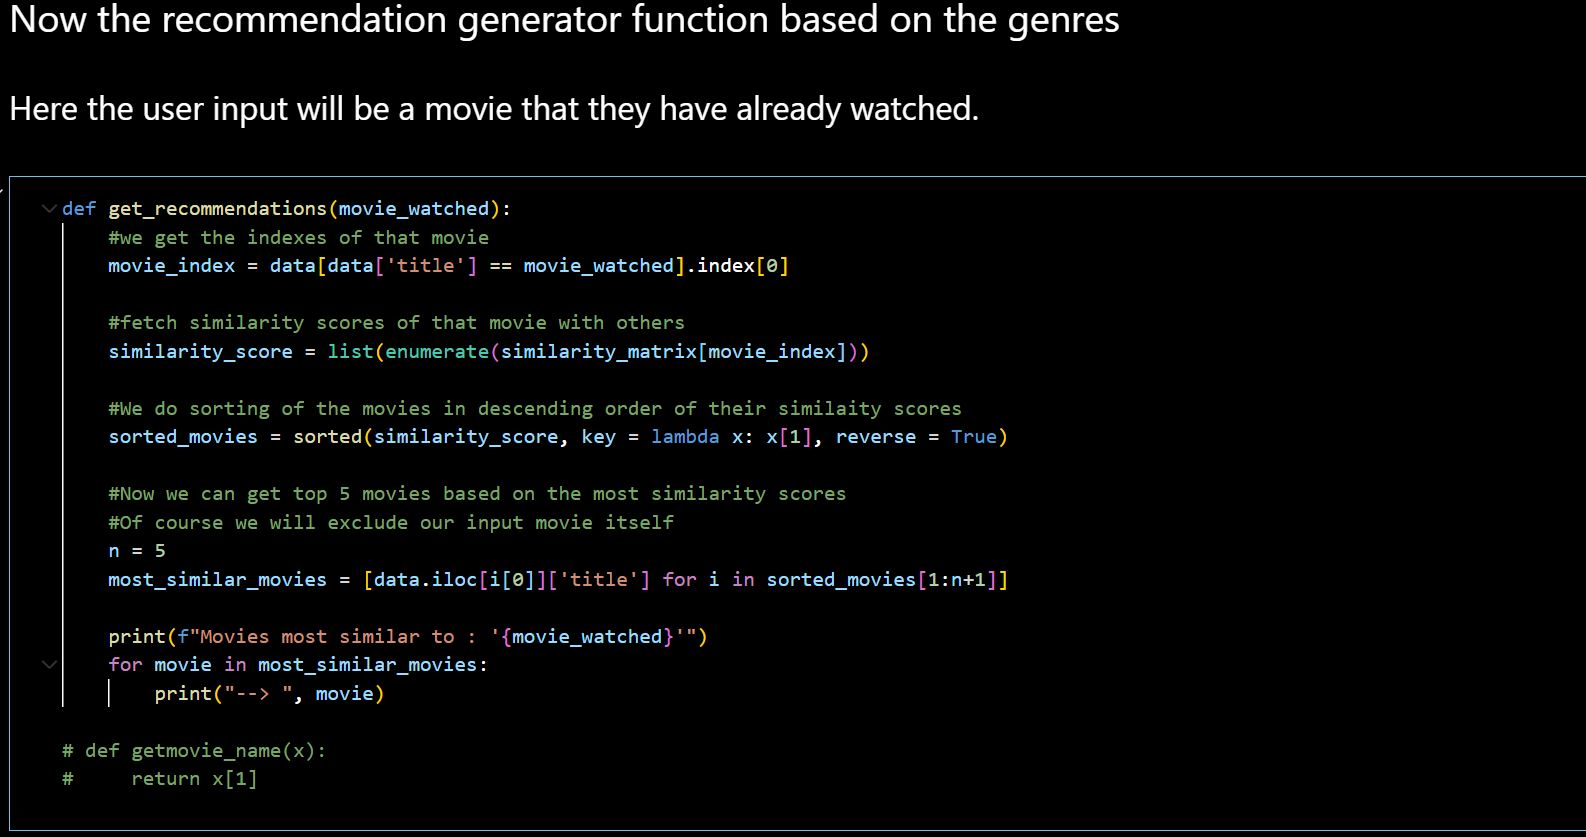 Now the recommendation generator function based on the genres
Here the user input will be a movie that they have already watched.
def get_recommendations(movie_watched):
    #we get the indexes of that movie
    movie_index = data[data['title'] == movie_watched].index[0]
    #fetch similarity scores of that movie with others
    similarity_score = list(enumerate(similarity_matrix[movie_index]))
    #We do sorting of the movies in descending order of their similaity scores
    sorted_movies = sorted(similarity_score, key = lambda x: x[1], reverse = True)
    #Now we can get top 5 movies based on the most similarity scores
    #Of course we will exclude our input movie itself
    n = 5
    most_similar_movies = [data.iloc[i[0]]['title'] for i in sorted_movies[1:n+1]]
    print(f"Movies most similar to : '{movie_watched}'")
    for movie in most_similar_movies:
        print("--> ", movie)
# def getmovie_name(x):
#     return x[1]